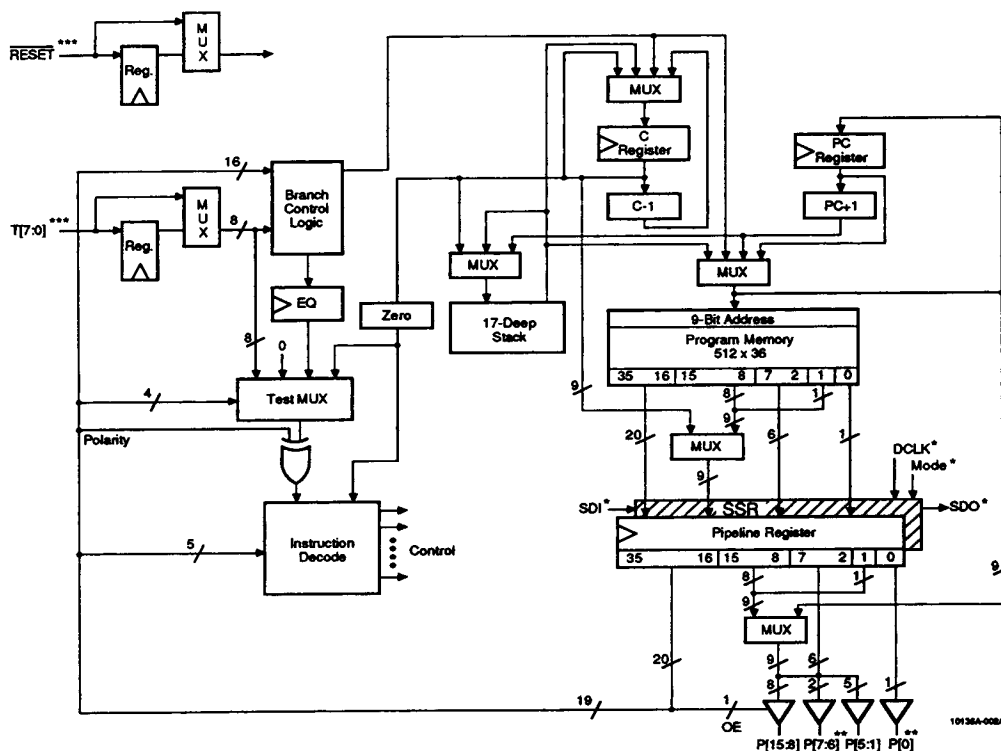 RESET ***
MUX
Reg.
MUX
C
Register
PC
Register
16
Branch
Control
Logic
T[7:0] ***
MUX
8
Reg.
C-1
PC+1
MUX
MUX
EQ
Zero
17-Deep
Stack
9-Bit Address
Program Memory
512 x 36
35 16 15 8 7 2 1 0
8
0
9
8
1
9
4
Test MUX
20
MUX
6
1
Polarity
DCLK*
Mode*
9
SDI*
SSR
SDO*
Pipeline Register
5
Instruction
Decode
Control
35 16 15 8 7 2 1 0
8
1
9
9
MUX
20
9
6
19
1
8
2
5
1
OE
P[15:8] P[7:6]** P[5:1] P[0]**
10136A-002A